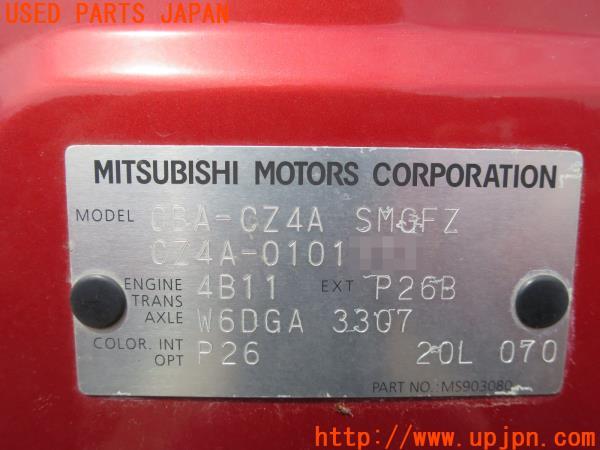 USED PARTS JAPAN
MITSUBISHI MOTORS CORPORATION
MODEL CBA-CZ4A SMGFZ
CZ4A-0101
ENGINE 4B11 EXT P26B
TRANS
AXLE W6DGA 3307
COLOR. INT P26 20L 070
OPT
PART NO.: MS903080
http://www.upjpn.com